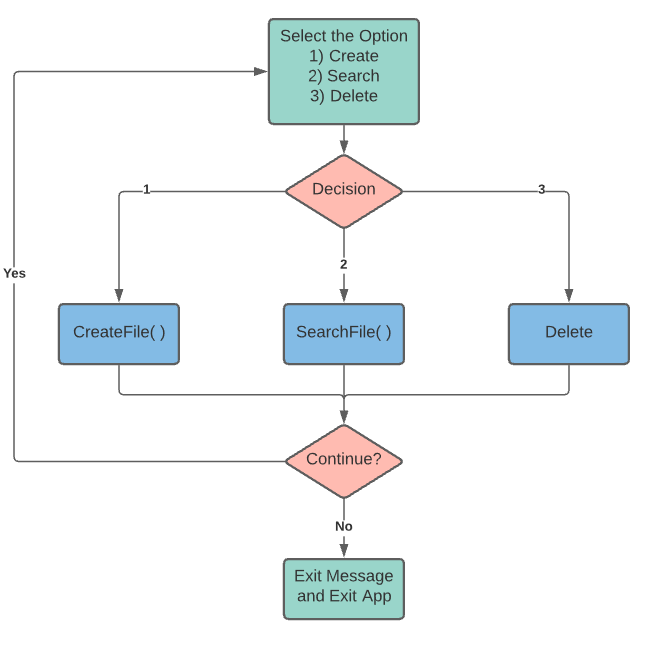 Select the Option
1) Create
2) Search
3) Delete
Decision
1
3
2
Yes
CreateFile( )
SearchFile( )
Delete
Continue?
No
Exit Message
and Exit App